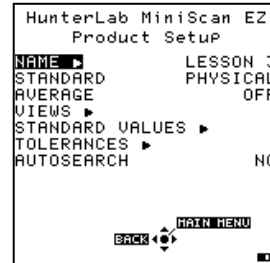 HunterLab MiniScan EZ
Product Setup
NAME ▶ LESSON
STANDARD PHYSICAL
AVERAGE OFF
VIEWS ▶
STANDARD VALUES ▶
TOLERANCES ▶
AUTOSEARCH NO
MAIN MENU
BACK